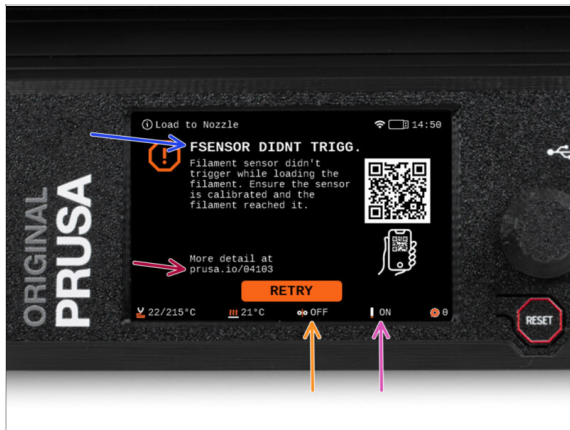 ORIGINAL
PRUSA
Load to Nozzle
14:50
FSENSOR DIDNT TRIGG.
Filament sensor didn't
trigger while loading the
filament. Ensure the sensor
is calibrated and the
filament reached it.
More detail at
prusa.io/04103
RETRY
22/215°C
21°C
OFF
ON
0
RESET